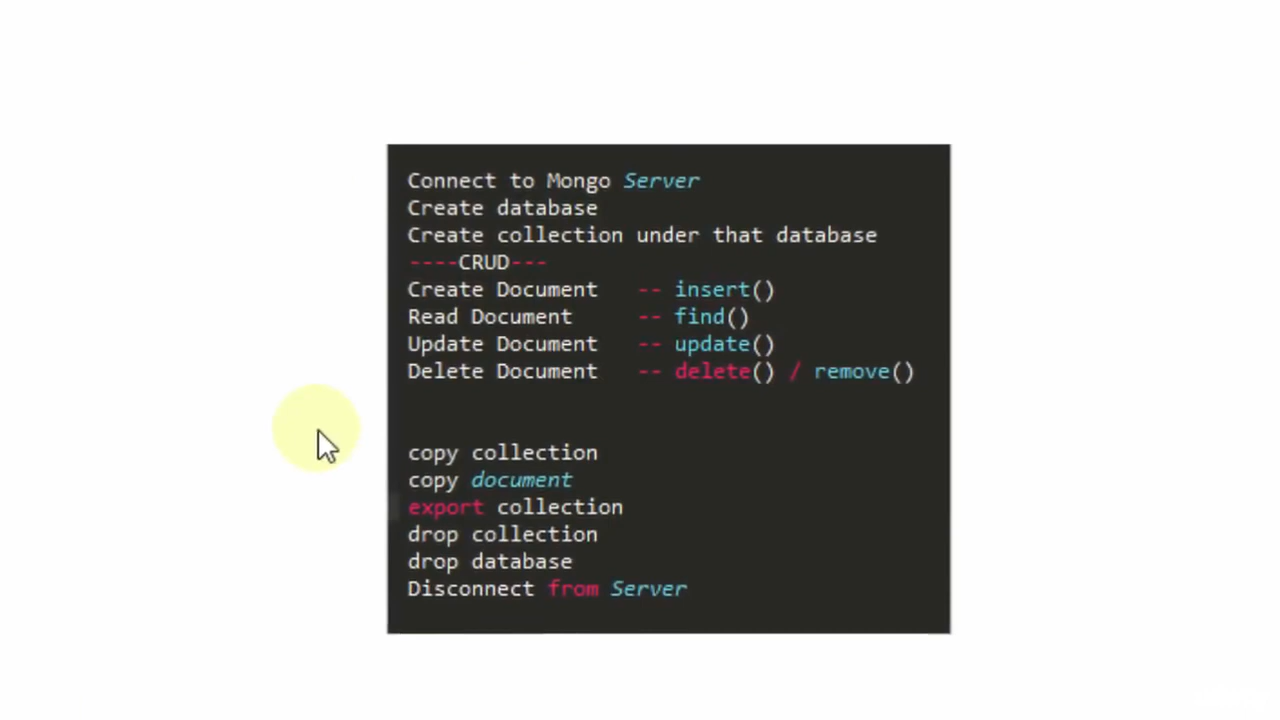 Connect to Mongo Server
Create database
Create collection under that database
----CRUD---
Create Document -- insert()
Read Document -- find()
Update Document -- update()
Delete Document -- delete() / remove()
copy collection
copy document
export collection
drop collection
drop database
Disconnect from Server